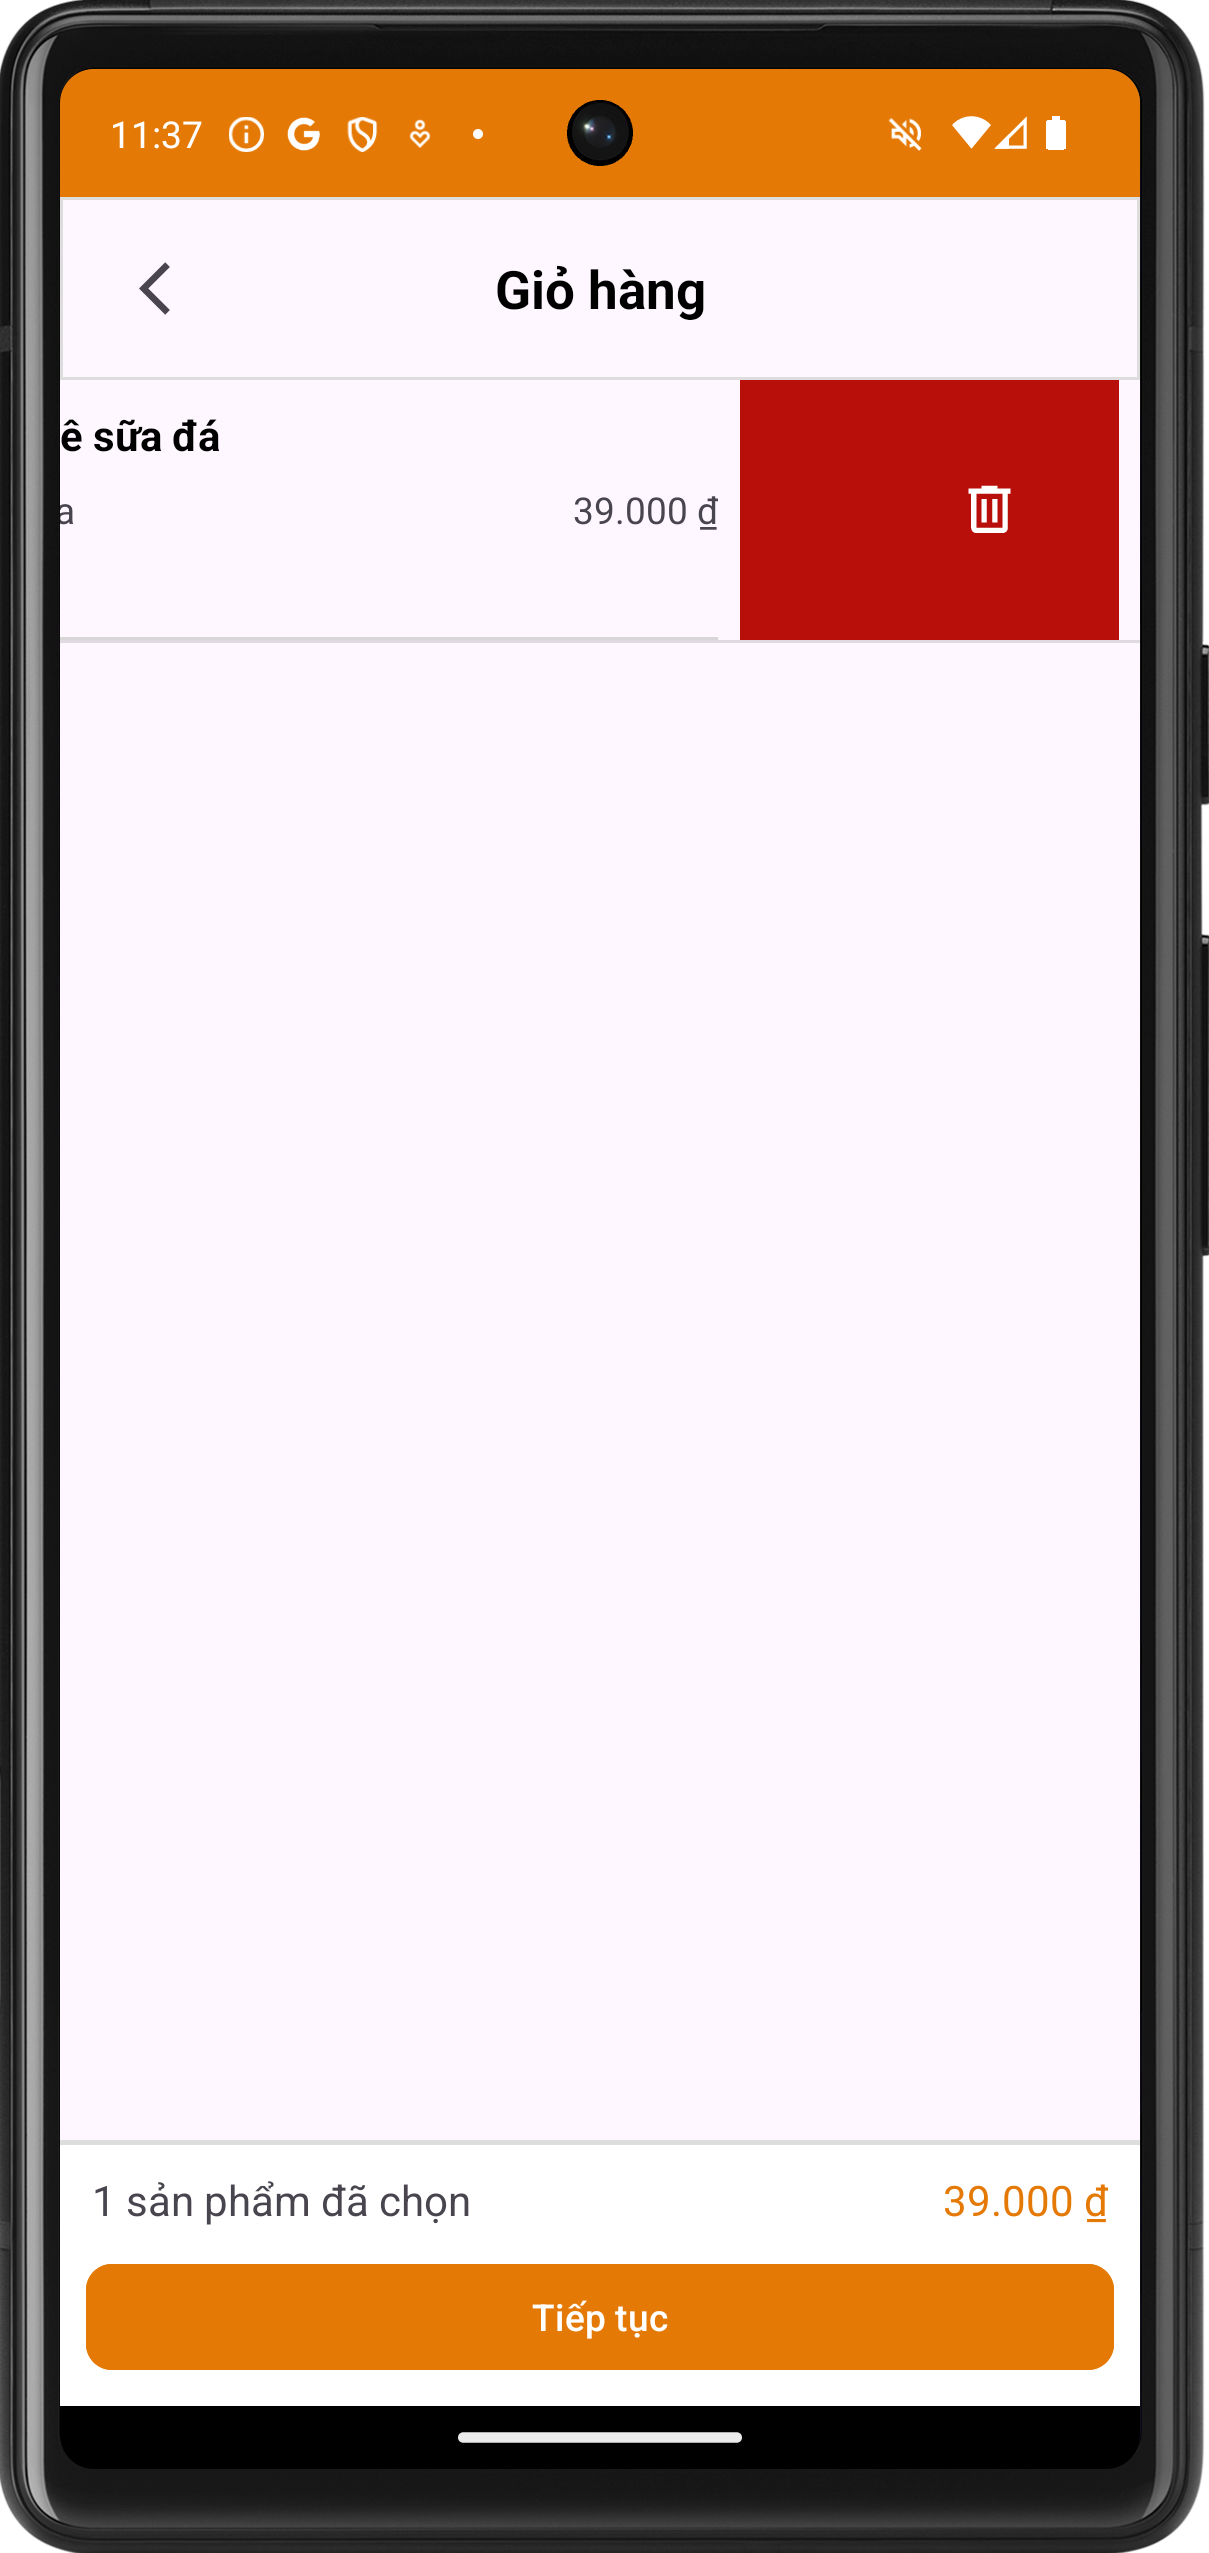 11:37
Giỏ hàng
ê sữa đá
a 39.000 ₫
1 sản phẩm đã chọn 39.000 ₫
Tiếp tục